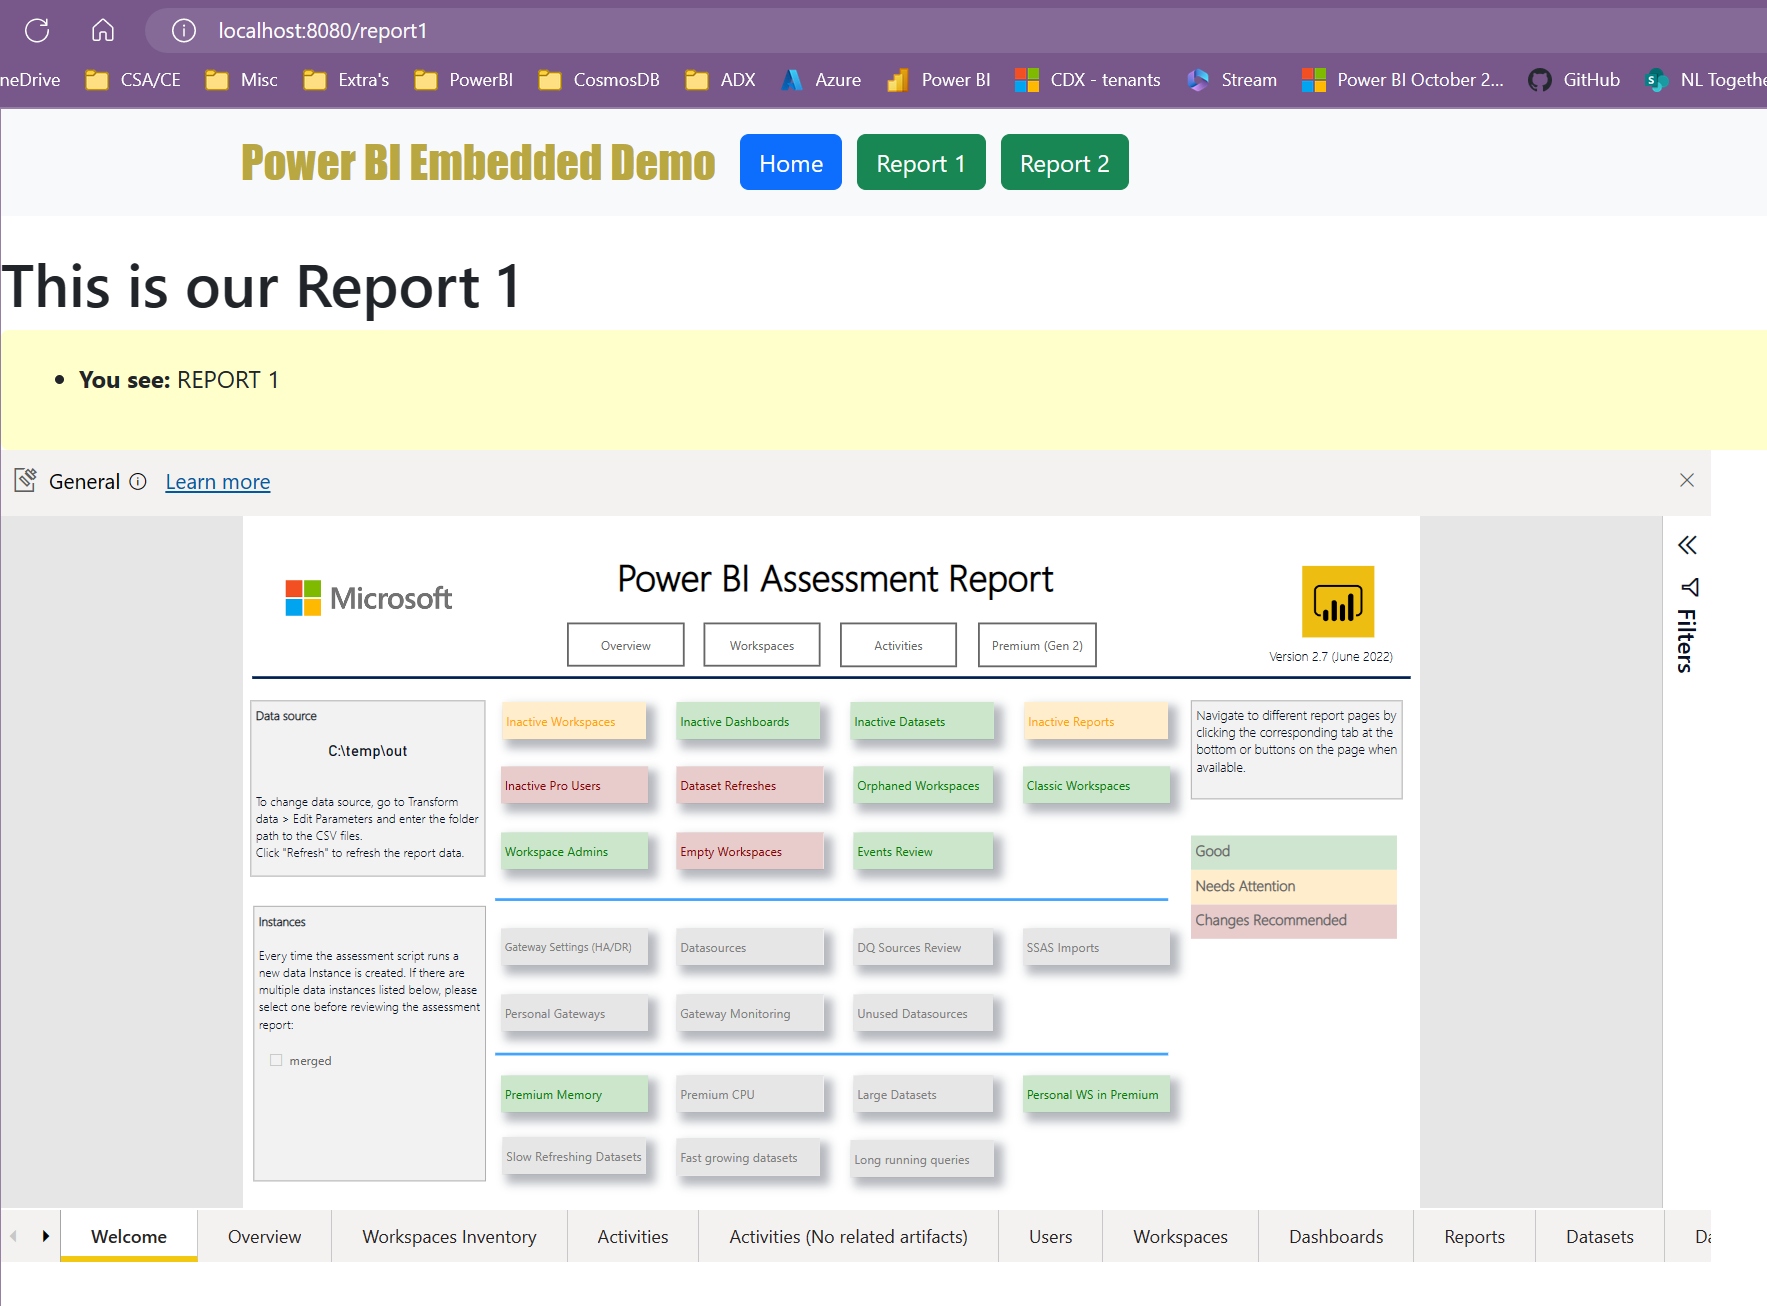 localhost:8080/report1
neDrive CSA/CE Misc Extra's PowerBI CosmosDB ADX Azure Power BI CDX - tenants Stream Power BI October 2... GitHub NL Togethe
Power BI Embedded Demo Home Report 1 Report 2
This is our Report 1
• You see: REPORT 1
General Learn more
Microsoft
Power BI Assessment Report
Overview Workspaces Activities Premium (Gen 2)
Version 2.7 (June 2022)
Filters
Data source
C:\temp\out
To change data source, go to Transform
data > Edit Parameters and enter the folder
path to the CSV files.
Click "Refresh" to refresh the report data.
Instances
Every time the assessment script runs a
new data Instance is created. If there are
multiple data instances listed below, please
select one before reviewing the assessment
report:
merged
Inactive Workspaces Inactive Dashboards Inactive Datasets Inactive Reports
Inactive Pro Users Dataset Refreshes Orphaned Workspaces Classic Workspaces
Workspace Admins Empty Workspaces Events Review
Gateway Settings (HA/DR) Datasources DQ Sources Review SSAS Imports
Personal Gateways Gateway Monitoring Unused Datasources
Premium Memory Premium CPU Large Datasets Personal WS in Premium
Slow Refreshing Datasets Fast growing datasets Long running queries
Navigate to different report pages by
clicking the corresponding tab at the
bottom or buttons on the page when
available.
Good
Needs Attention
Changes Recommended
Welcome Overview Workspaces Inventory Activities Activities (No related artifacts) Users Workspaces Dashboards Reports Datasets